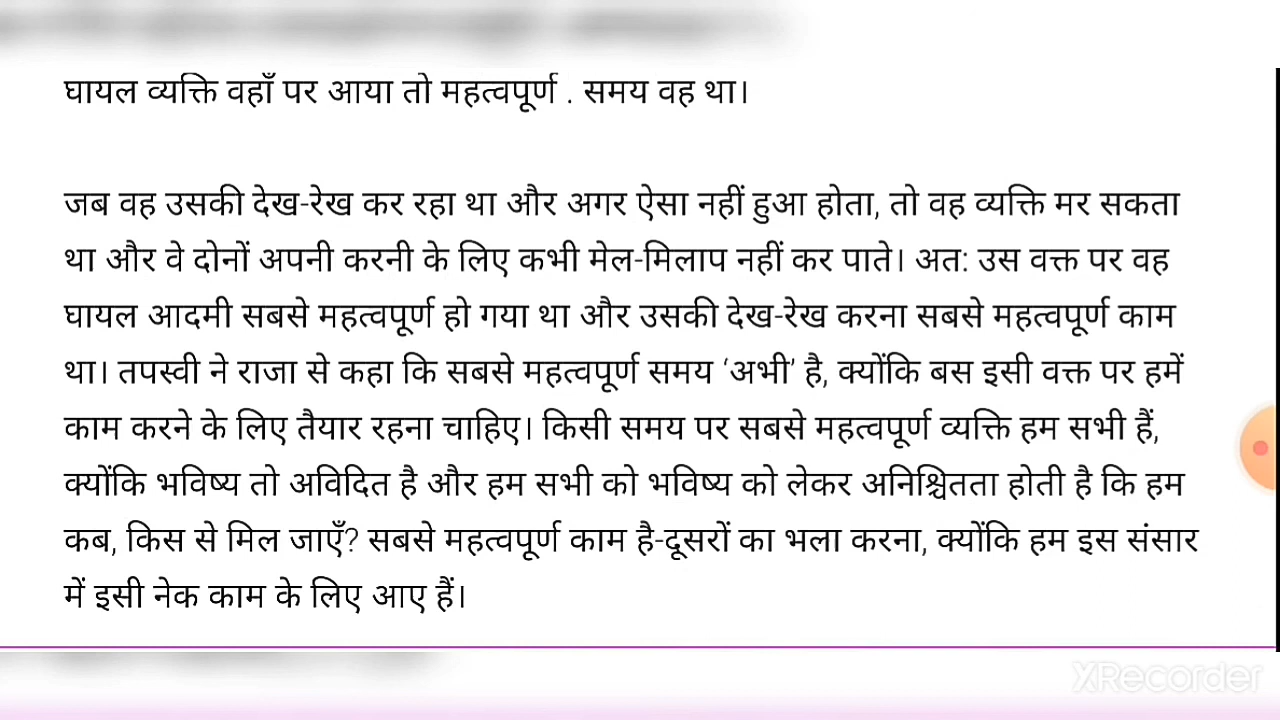 घायल व्यक्ति वहाँ पर आया तो महत्वपूर्ण . समय वह था।
जब वह उसकी देख-रेख कर रहा था और अगर ऐसा नहीं हुआ होता, तो वह व्यक्ति मर सकता
था और वे दोनों अपनी करनी के लिए कभी मेल-मिलाप नहीं कर पाते। अत: उस वक्त पर वह
घायल आदमी सबसे महत्वपूर्ण हो गया था और उसकी देख-रेख करना सबसे महत्वपूर्ण काम
था। तपस्वी ने राजा से कहा कि सबसे महत्वपूर्ण समय ‘अभी’ है, क्योंकि बस इसी वक्त पर हमें
काम करने के लिए तैयार रहना चाहिए। किसी समय पर सबसे महत्वपूर्ण व्यक्ति हम सभी हैं,
क्योंकि भविष्य तो अविदित है और हम सभी को भविष्य को लेकर अनिश्चितता होती है कि हम
कब, किस से मिल जाएँ? सबसे महत्वपूर्ण काम है-दूसरों का भला करना, क्योंकि हम इस संसार
में इसी नेक काम के लिए आए हैं।
XRecorder